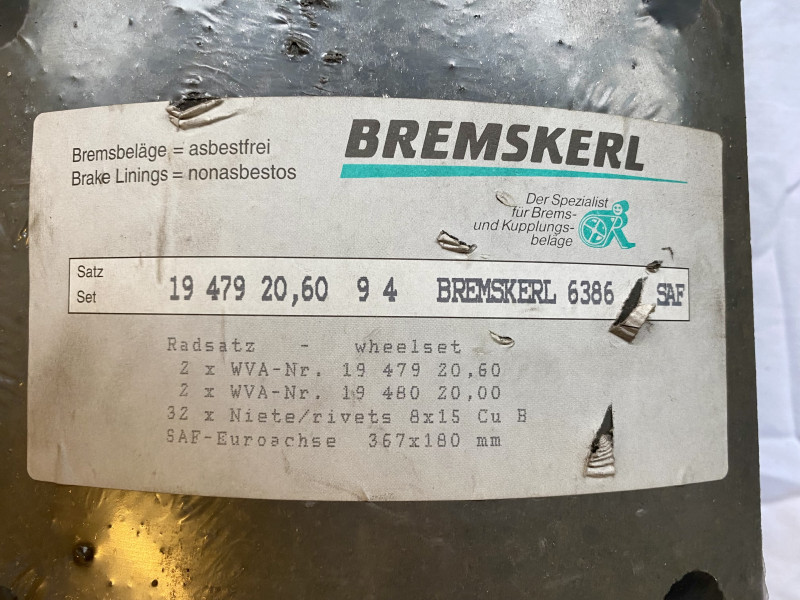 Bremsbeläge = asbestfrei
Brake Linings = nonasbestos
BREMSKERL
Der Spezialist
für Brems-
und Kupplungs-
beläge
Satz
Set
19 479 20,60 9 4 BREMSKERL 6386 SAF
Radsatz - wheelset
2 x WVA-Nr. 19 479 20,60
2 x WVA-Nr. 19 480 20,00
32 x Niete/rivets 8x15 Cu B
SAF-Euroachse 367x180 mm